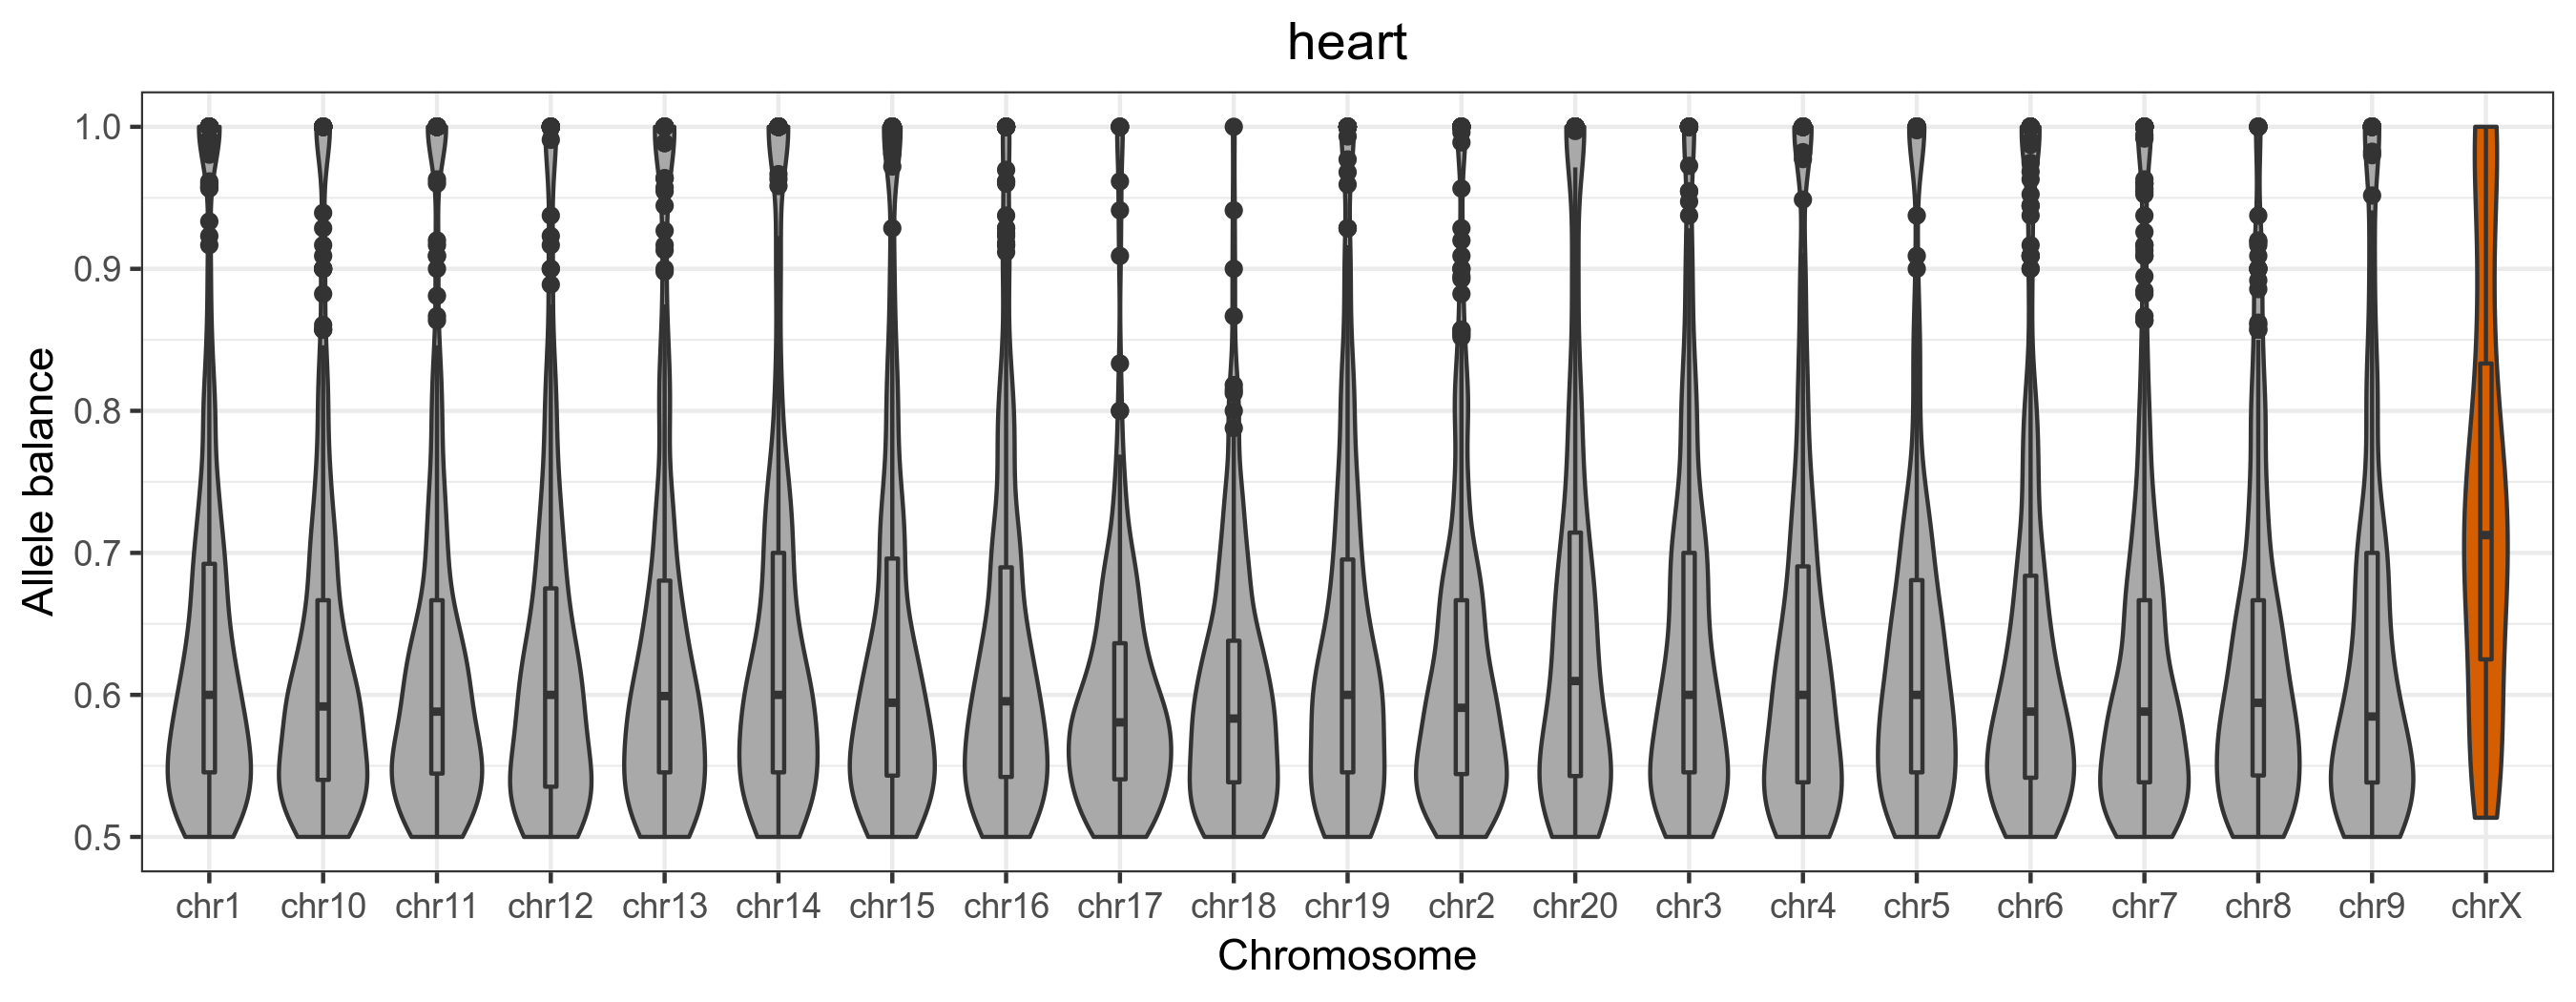 heart
Allele balance
1.0
0.9
0.8
0.7
0.6
0.5
chr1 chr10 chr11 chr12 chr13 chr14 chr15 chr16 chr17 chr18 chr19 chr2 chr20 chr3 chr4 chr5 chr6 chr7 chr8 chr9 chrX
Chromosome